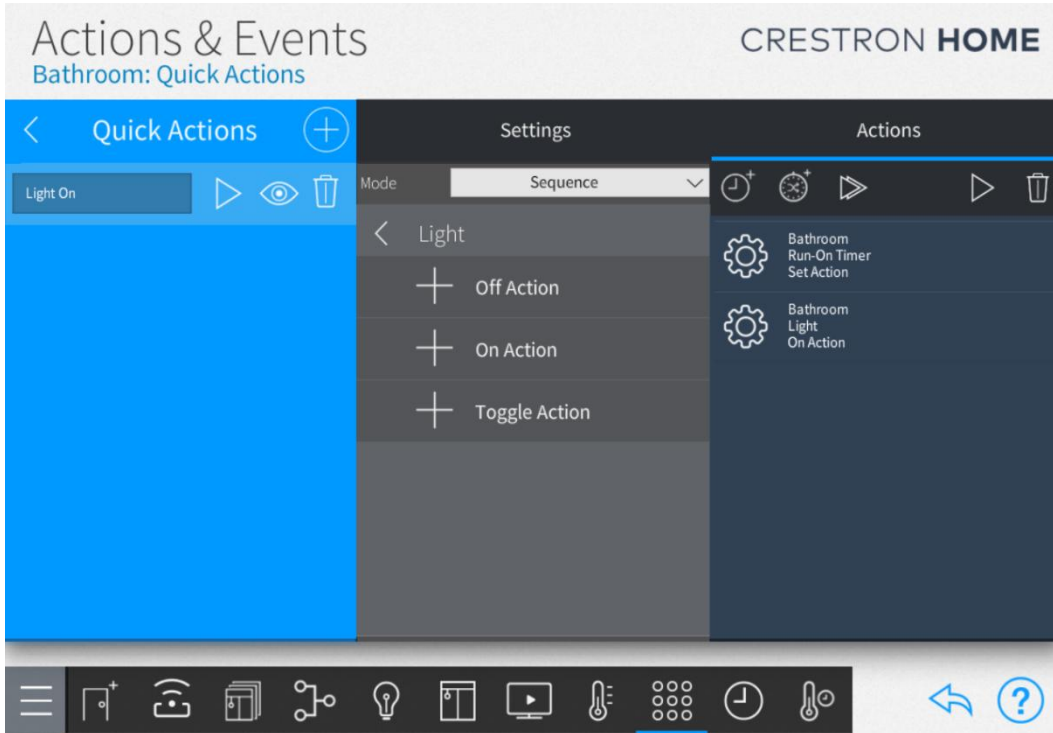 Actions & Events
CRESTRON HOME
Bathroom: Quick Actions
Quick Actions
Settings
Actions
Light On
Mode
Sequence
Light
Off Action
On Action
Toggle Action
Bathroom
Run-On Timer
Set Action
Bathroom
Light
On Action